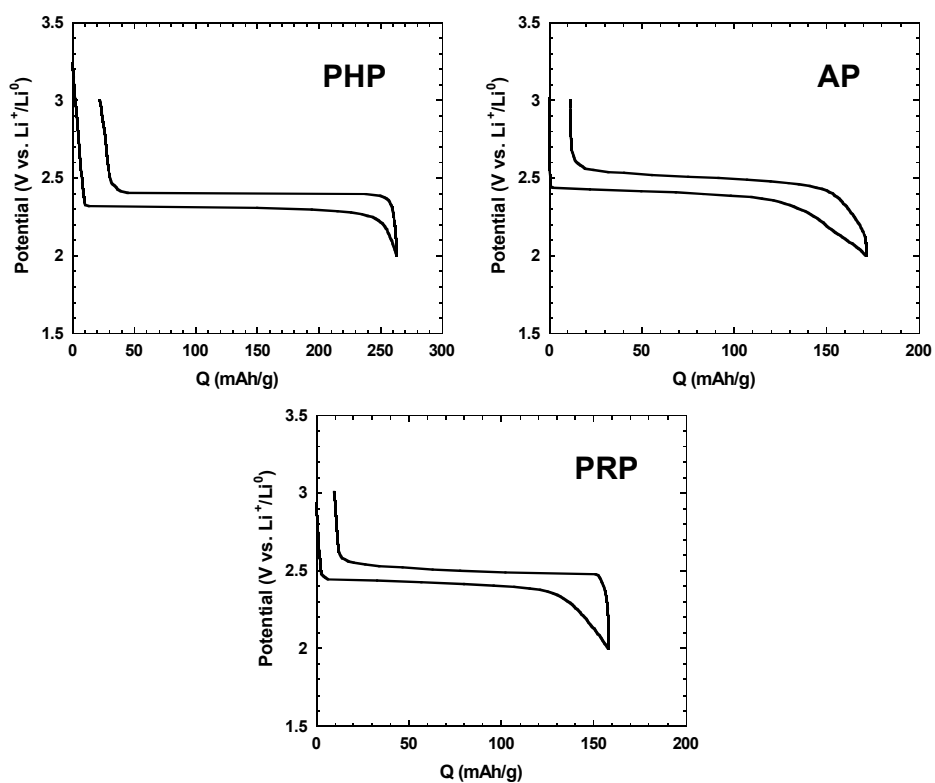 3.5
3
2.5
2
1.5
Potential (V vs. Li⁺/Li⁰)
PHP
0 50 100 150 200 250 300
Q (mAh/g)
3.5
3
2.5
2
1.5
Potential (V vs. Li⁺/Li⁰)
AP
0 50 100 150 200
Q (mAh/g)
3.5
3
2.5
2
1.5
Potential (V vs. Li⁺/Li⁰)
PRP
0 50 100 150 200
Q (mAh/g)